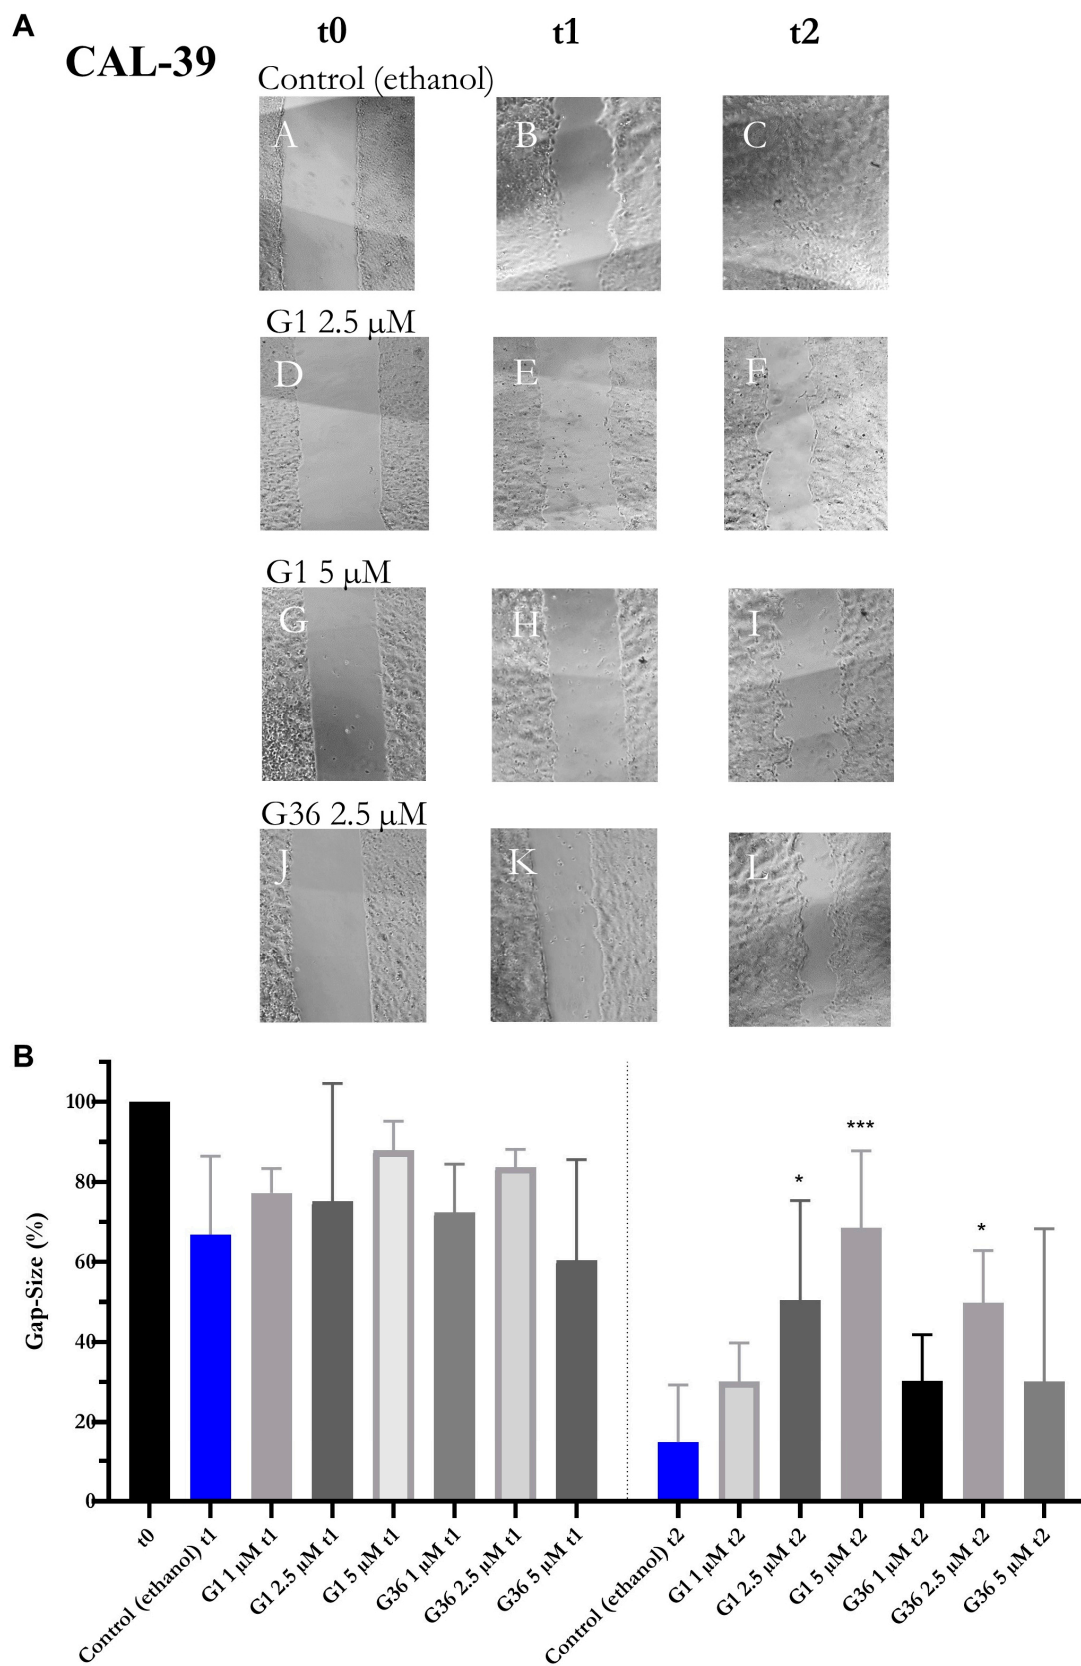 A
t0 t1 t2
CAL-39
Control (ethanol)
A B C
G1 2.5 μM
D E F
G1 5 μM
G H I
G36 2.5 μM
J K L
B
Gap-Size (%)
100
80
60
40
20
0
* *** *
t0
Control (ethanol) t1
G1 1 μM t1
G1 2.5 μM t1
G1 5 μM t1
G36 1 μM t1
G36 2.5 μM t1
G36 5 μM t1
Control (ethanol) t2
G1 1 μM t2
G1 2.5 μM t2
G1 5 μM t2
G36 1 μM t2
G36 2.5 μM t2
G36 5 μM t2